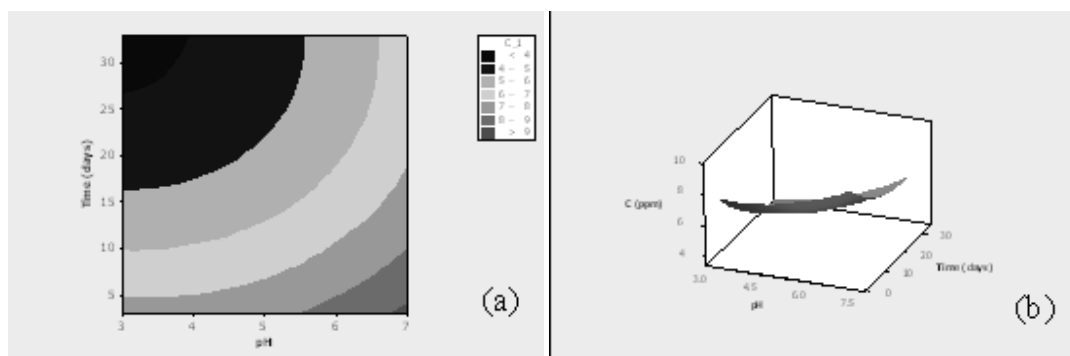 C_1
< 4
4 – 5
5 – 6
6 – 7
7 – 8
8 – 9
> 9
30
25
20
15
10
5
Time (days)
3 4 5 6 7
pH
(a)
10
8
6
4
C (ppm)
3.0 4.5 6.0 7.5
pH
0 10 20 30
Time (days)
(b)